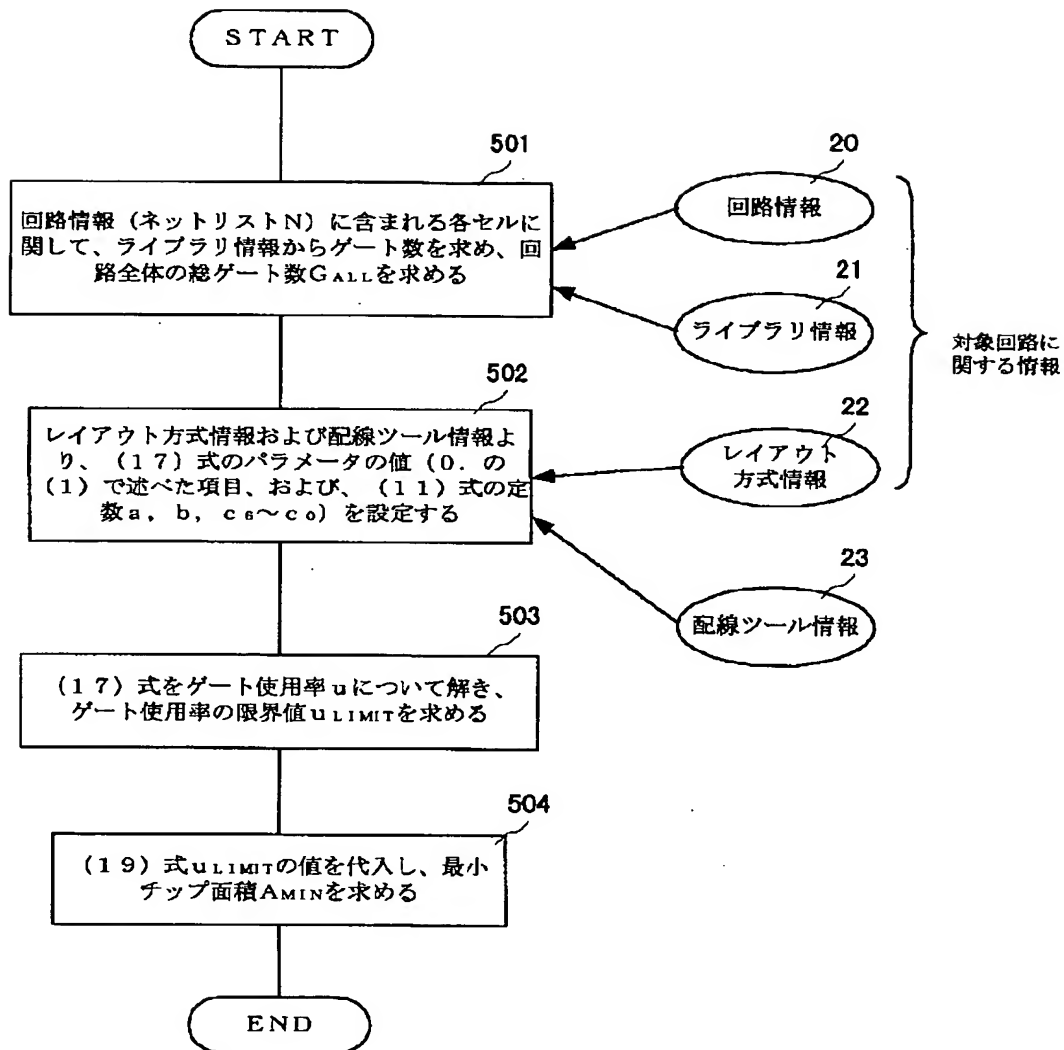 START
501
回路情報（ネットリストN）に含まれる各セルに
関して、ライブラリ情報からゲート数を求め、回
路全体の総ゲート数GALLを求める
20
回路情報
21
ライブラリ情報
対象回路に
関する情報
502
レイアウト方式情報および配線ツール情報よ
り、（17）式のパラメータの値（0．の
（1）で述べた項目、および、（11）式の定
数a，b，c6～c0）を設定する
22
レイアウト
方式情報
23
配線ツール情報
503
（17）式をゲート使用率uについて解き、
ゲート使用率の限界値uLIMITを求める
504
（19）式uLIMITの値を代入し、最小
チップ面積AMINを求める
END